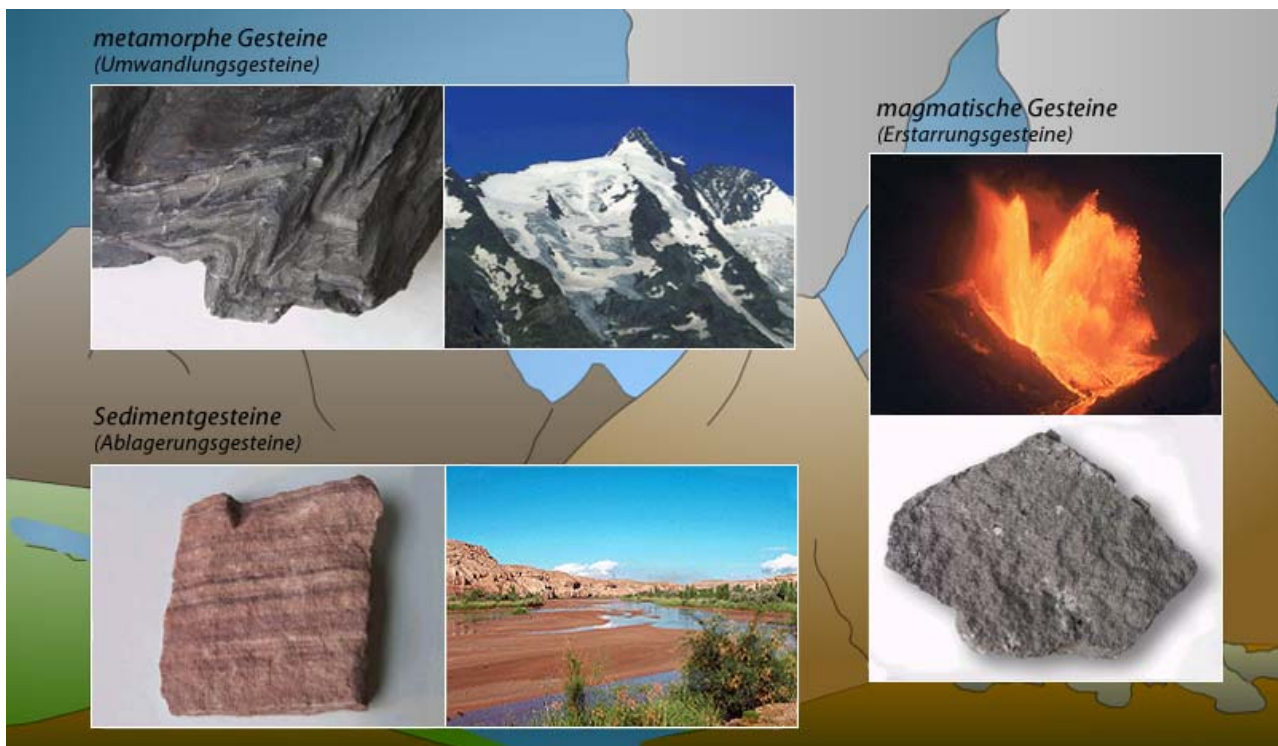 metamorphe Gesteine
(Umwandlungsgesteine)
magmatische Gesteine
(Erstarrungsgesteine)
Sedimentgesteine
(Ablagerungsgesteine)